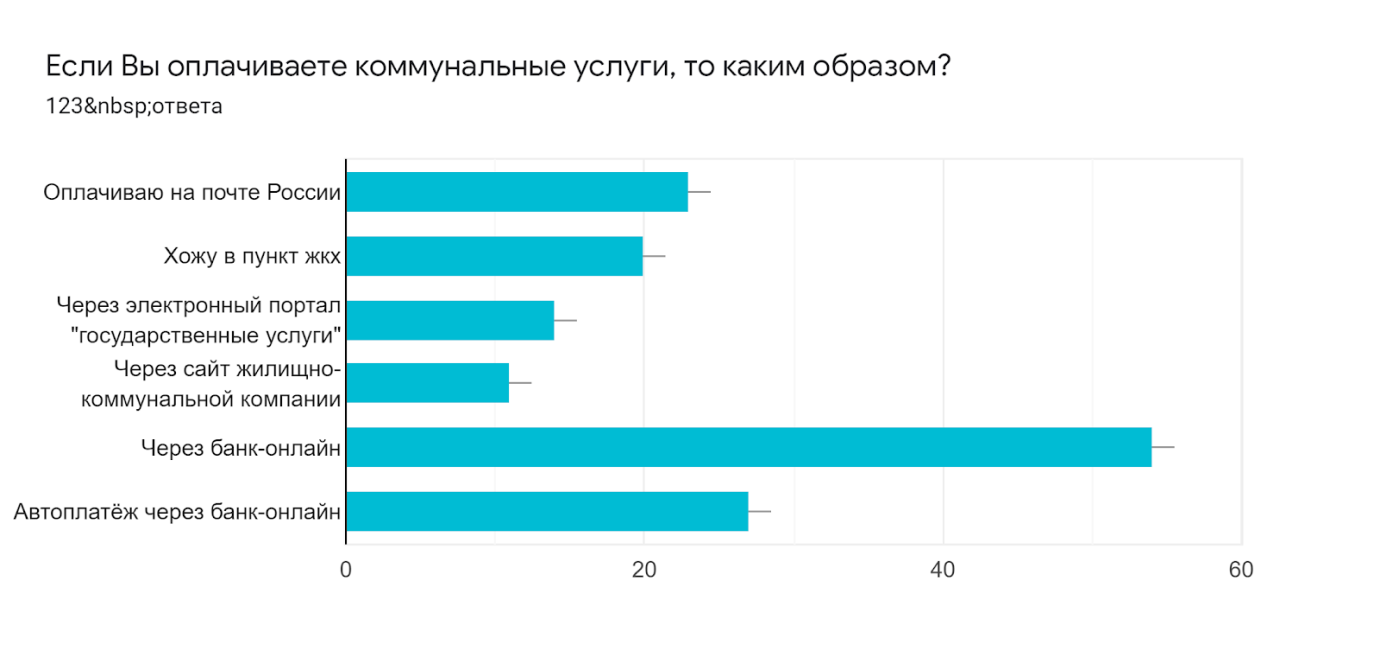 Если Вы оплачиваете коммунальные услуги, то каким образом?
123&nbsp;ответа
Оплачиваю на почте России
Хожу в пункт жкх
Через электронный портал
"государственные услуги"
Через сайт жилищно-
коммунальной компании
Через банк-онлайн
Автоплатёж через банк-онлайн
0 20 40 60